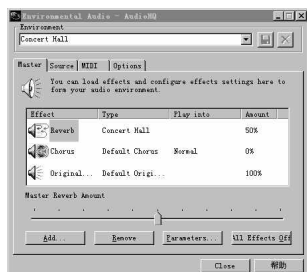 Environmental Audio - AudioHQ
Environment
Concert Hall
Master Source MIDI Options
You can load effects and configure effects settings here to
form your audio environment.
Effect Type Play into Amount
Reverb Concert Hall 50%
Chorus Default Chorus Normal 0%
Original... Default Origi... 100%
Master Reverb Amount
Add... Remove Parameters... All Effects Off
Close 帮助